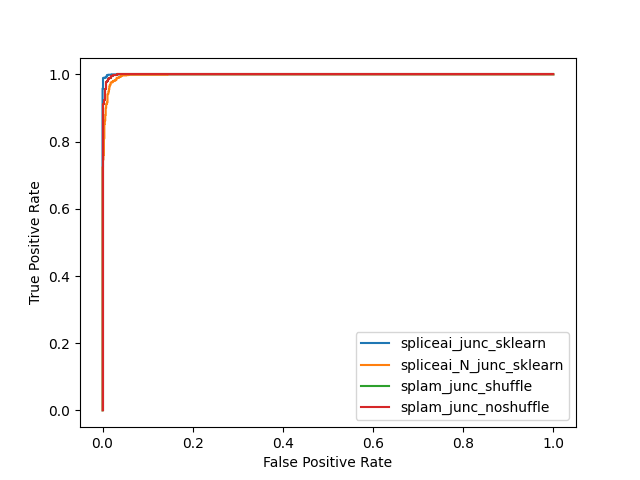 1.0
0.8
0.6
0.4
0.2
0.0
True Positive Rate
spliceai_junc_sklearn
spliceai_N_junc_sklearn
splam_junc_shuffle
splam_junc_noshuffle
0.0 0.2 0.4 0.6 0.8 1.0
False Positive Rate